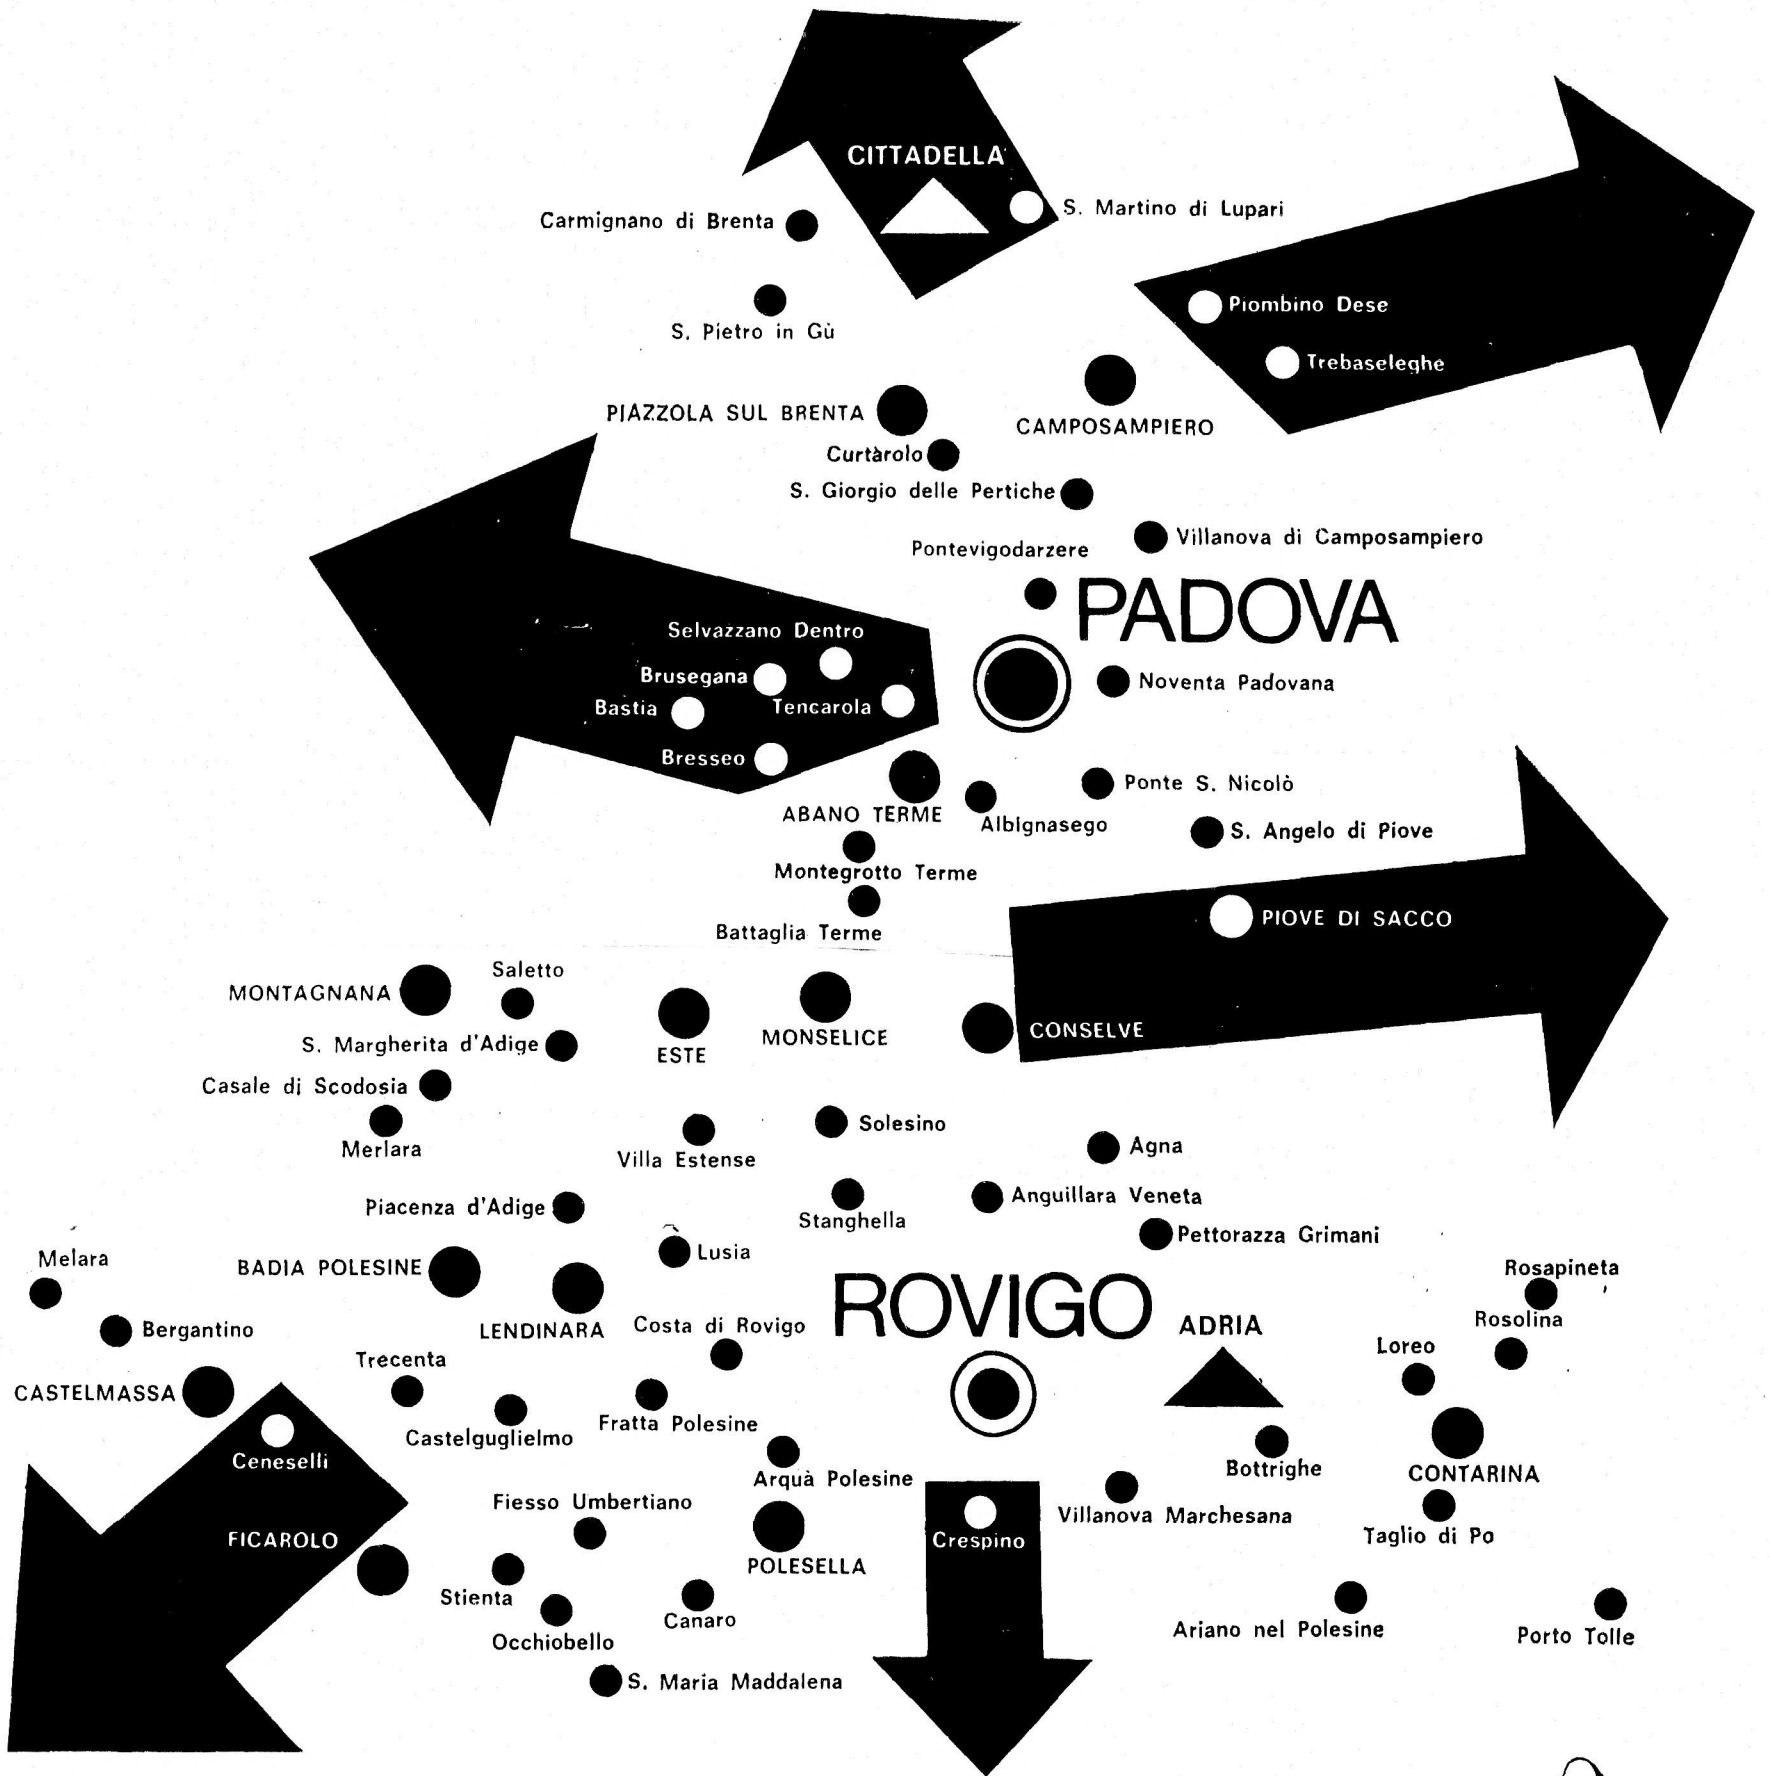 CITTADELLA
Carmignano di Brenta
S. Martino di Lupari
Piombino Dese
S. Pietro in Gù
Trebaseleghe
PIAZZOLA SUL BRENTA
CAMPOSAMPIERO
Curtàrolo
S. Giorgio delle Pertiche
Villanova di Camposampiero
Pontevigodarzere
PADOVA
Selvazzano Dentro
Brusegana
Noventa Padovana
Bastia
Tencarola
Bresseo
Ponte S. Nicolò
ABANO TERME
Albignasego
S. Angelo di Piove
Montegrotto Terme
PIOVE DI SACCO
Battaglia Terme
Saletto
MONTAGNANA
CONSELVE
MONSELICE
S. Margherita d'Adige
ESTE
Casale di Scodosia
Solesino
Merlara
Agna
Villa Estense
Anguillara Veneta
Piacenza d'Adige
Stanghella
Pettorazza Grimani
Lusia
Melara
BADIA POLESINE
Rosapineta
ROVIGO
Rosolina
ADRIA
Costa di Rovigo
Bergantino
LENDINARA
Loreo
Trecenta
CASTELMASSA
Fratta Polesine
Castelguglielmo
Ceneselli
Bottrighe
CONTARINA
Arquà Polesine
Fiesso Umbertiano
Villanova Marchesana
Taglio di Po
FICAROLO
Crespino
POLESELLA
Stienta
Canaro
Ariano nel Polesine
Porto Tolle
Occhiobello
S. Maria Maddalena